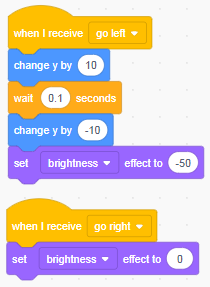 when I receive go left
change y by 10
wait 0.1 seconds
change y by -10
set brightness effect to -50
when I receive go right
set brightness effect to 0